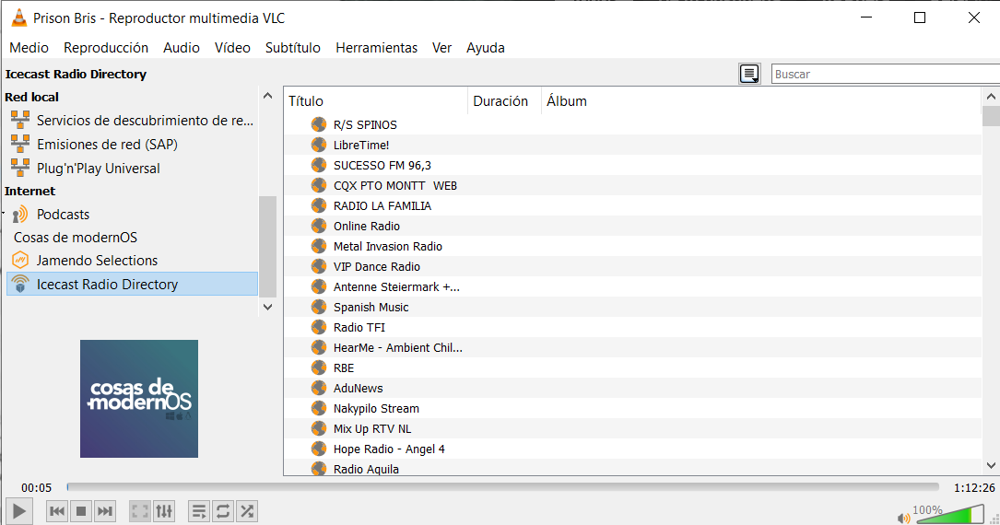 Prison Bris - Reproductor multimedia VLC
Medio Reproducción Audio Vídeo Subtítulo Herramientas Ver Ayuda
Icecast Radio Directory
Buscar
Red local
Servicios de descubrimiento de re...
Emisiones de red (SAP)
Plug'n'Play Universal
Internet
Podcasts
Cosas de modernOS
Jamendo Selections
Icecast Radio Directory
cosas de
modernOS
Título Duración Álbum
R/S SPINOS
LibreTime!
SUCESSO FM 96,3
CQX PTO MONTT WEB
RADIO LA FAMILIA
Online Radio
Metal Invasion Radio
VIP Dance Radio
Antenne Steiermark +...
Spanish Music
Radio TFI
HearMe - Ambient Chil...
RBE
AduNews
Nakypilo Stream
Mix Up RTV NL
Hope Radio - Angel 4
Radio Aquila
00:05 1:12:26
100%